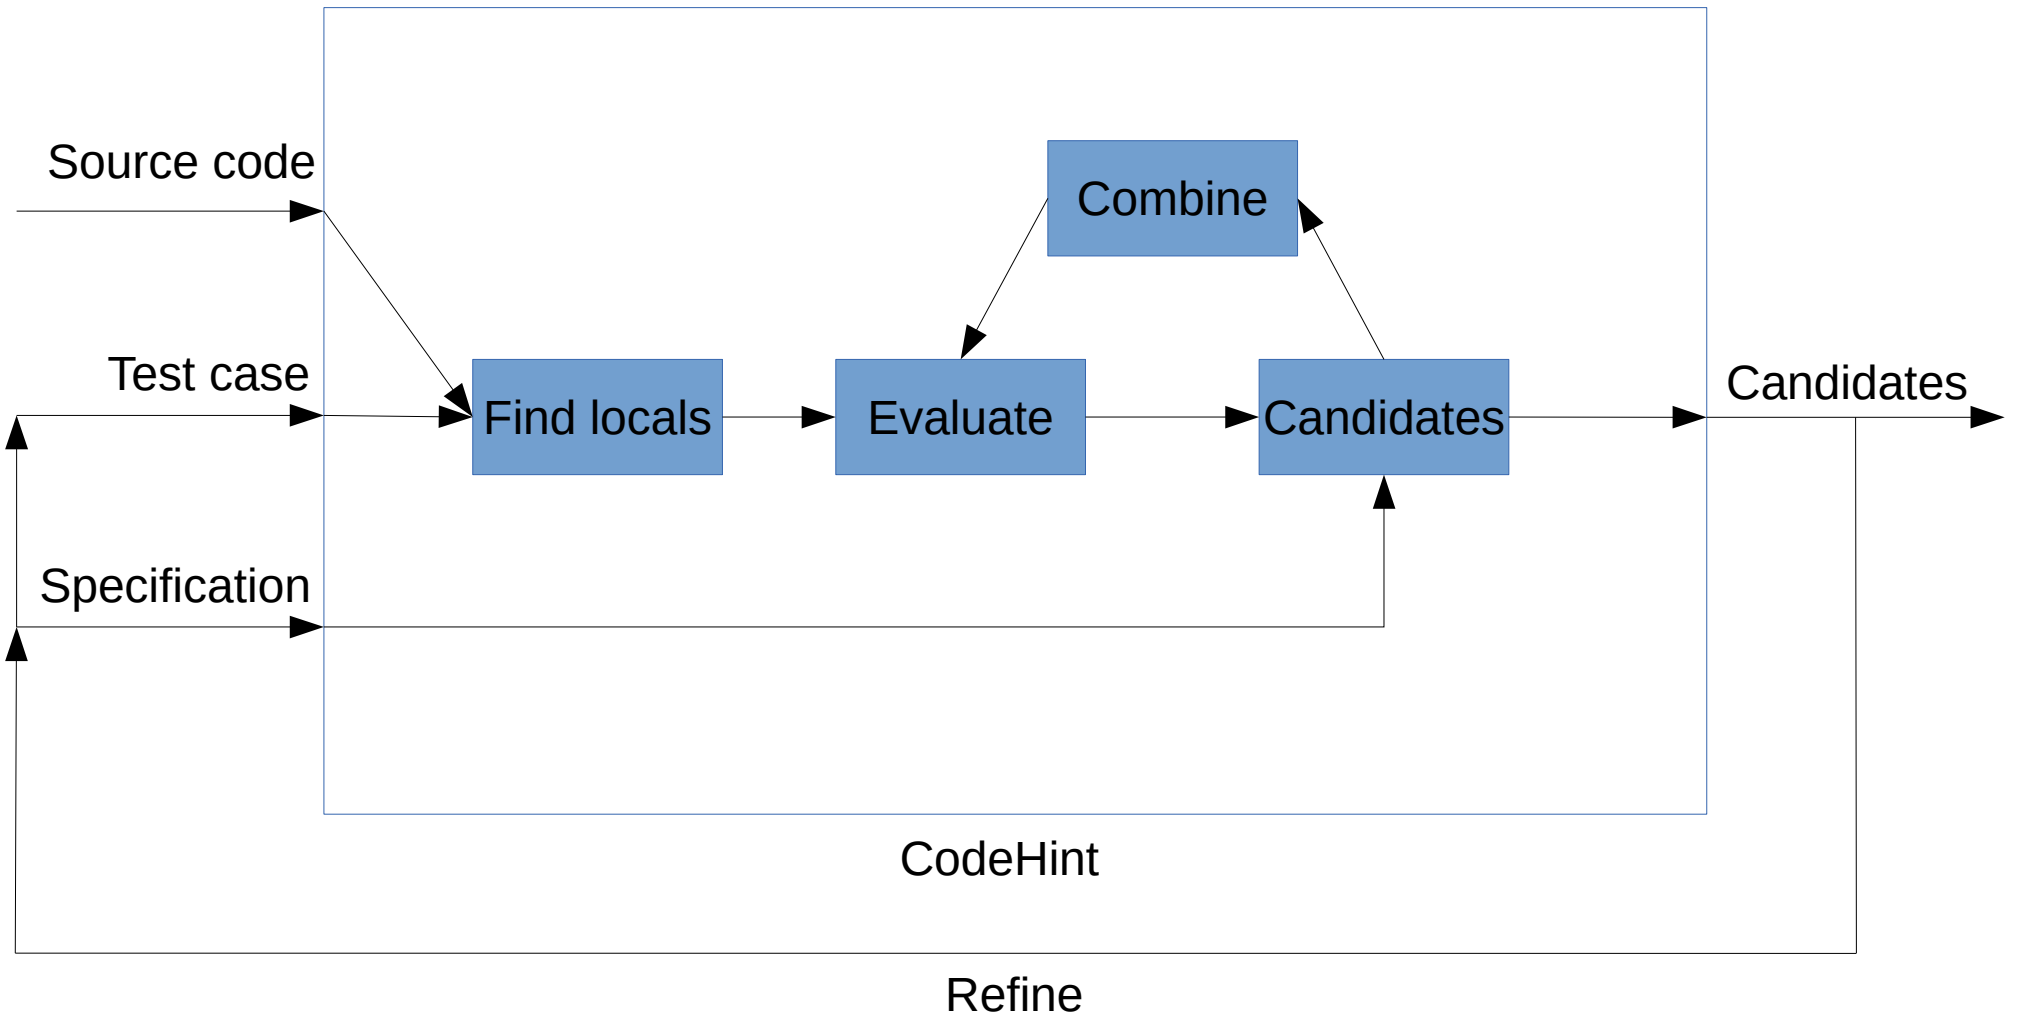 Source code
Combine
Test case
Find locals
Evaluate
Candidates
Candidates
Specification
CodeHint
Refine